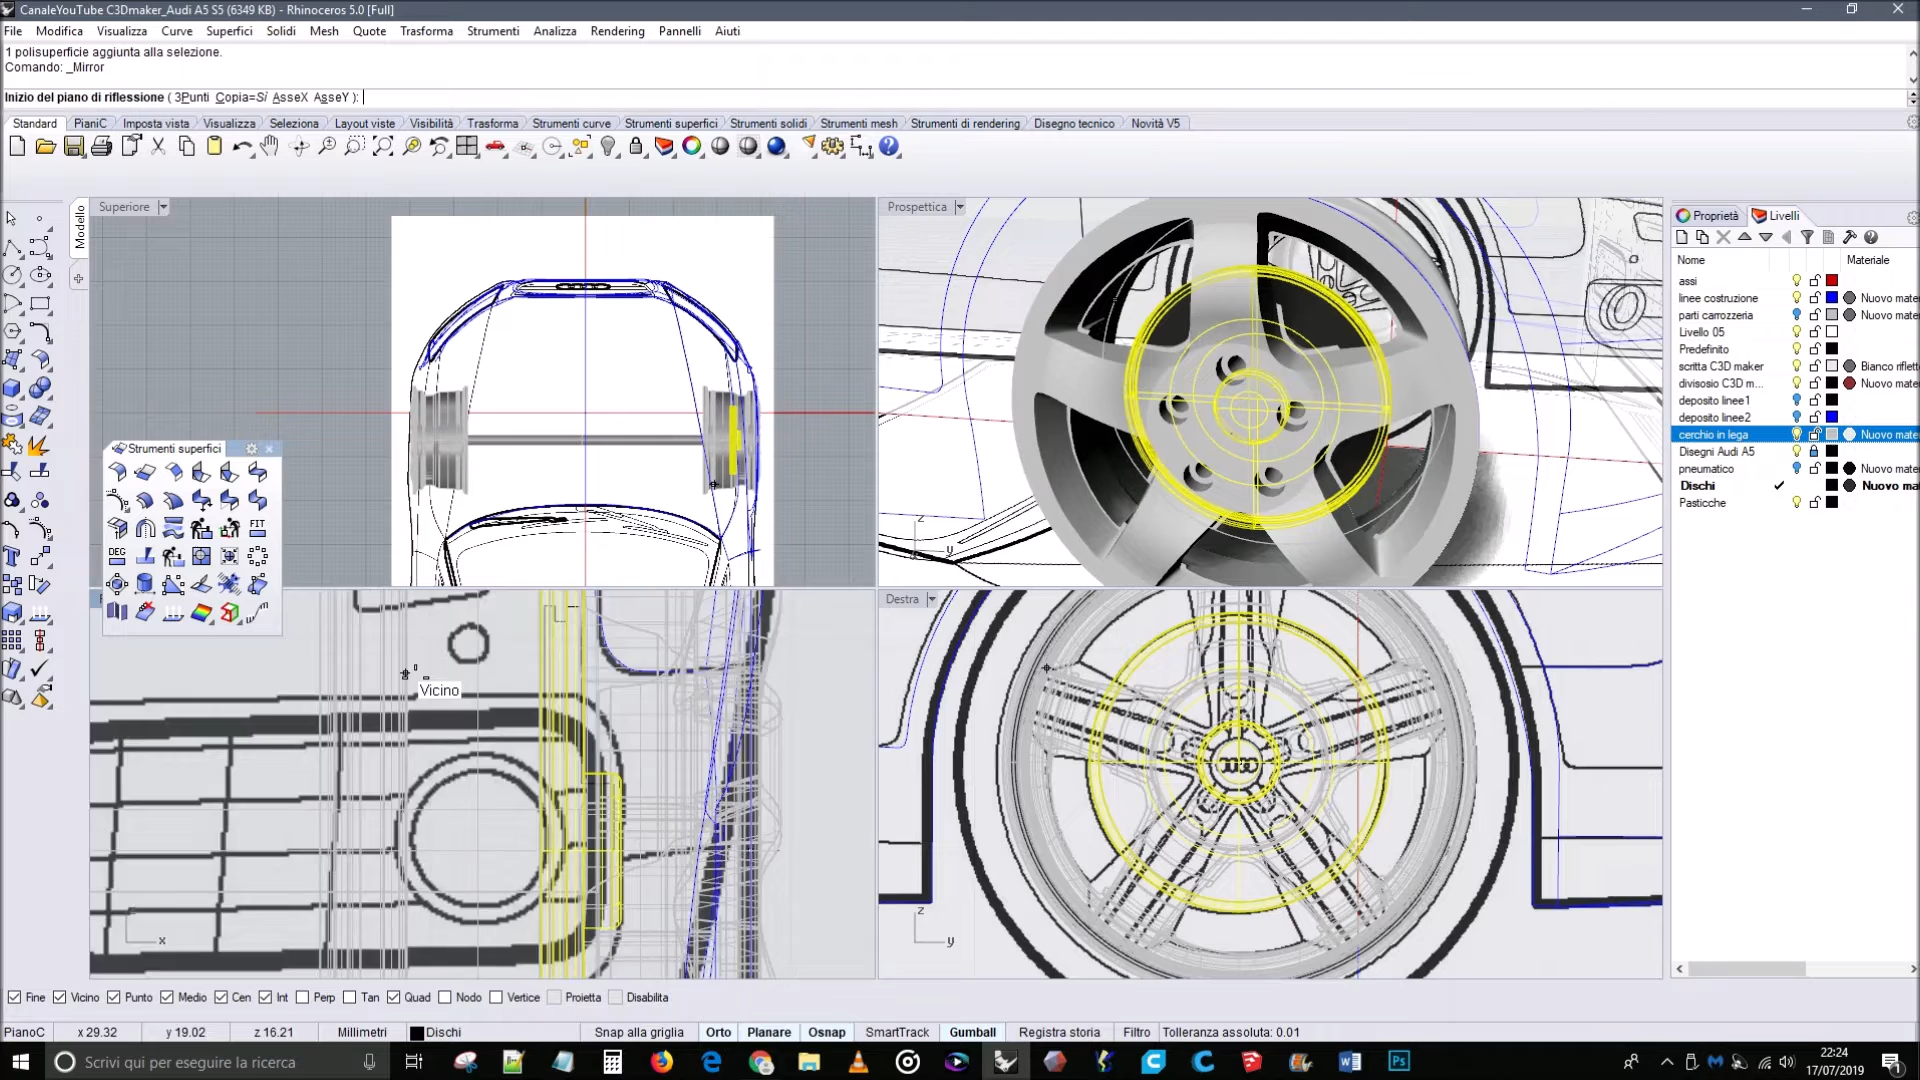 CanaleYouTube C3Dmaker_Audi A5 S5 (6349 KB) - Rhinoceros 5.0 [Full]
File Modifica Visualizza Curve Superfici Solidi Mesh Quote Trasforma Strumenti Analizza Rendering Pannelli Aiuti
1 polisuperficie aggiunta alla selezione.
Comando: _Mirror
Inizio del piano di riflessione ( 3Punti Copia=Sì AsseX AsseY ):
Standard PianiC Imposta vista Visualizza Seleziona Layout viste Visibilità Trasforma Strumenti curve Strumenti superfici Strumenti solidi Strumenti mesh Strumenti di rendering Disegno tecnico Novità V5
Modello
Superiore
Prospettica
Proprietà Livelli
Nome Materiale
assi
linee costruzione Nuovo mate
parti carrozzeria Nuovo mate
Livello 05
Predefinito
scritta C3D maker Bianco riflett
divisosio C3D m... Nuovo mate
deposito linee1
deposito linee2
cerchio in lega Nuovo mate
Disegni Audi A5
pneumatico Nuovo mate
Dischi Nuovo mat
Pasticche
Strumenti superfici
FIT
DEG
z
y
Destra
Vicino
x
z
y
Fine Vicino Punto Medio Cen Int Perp Tan Quad Nodo Vertice Proietta Disabilita
PianoC x 29.32 y 19.02 z 16.21 Millimetri Dischi Snap alla griglia Orto Planare Osnap SmartTrack Gumball Registra storia Filtro Tolleranza assoluta: 0.01
Scrivi qui per eseguire la ricerca
Ps
22:24
17/07/2019
1